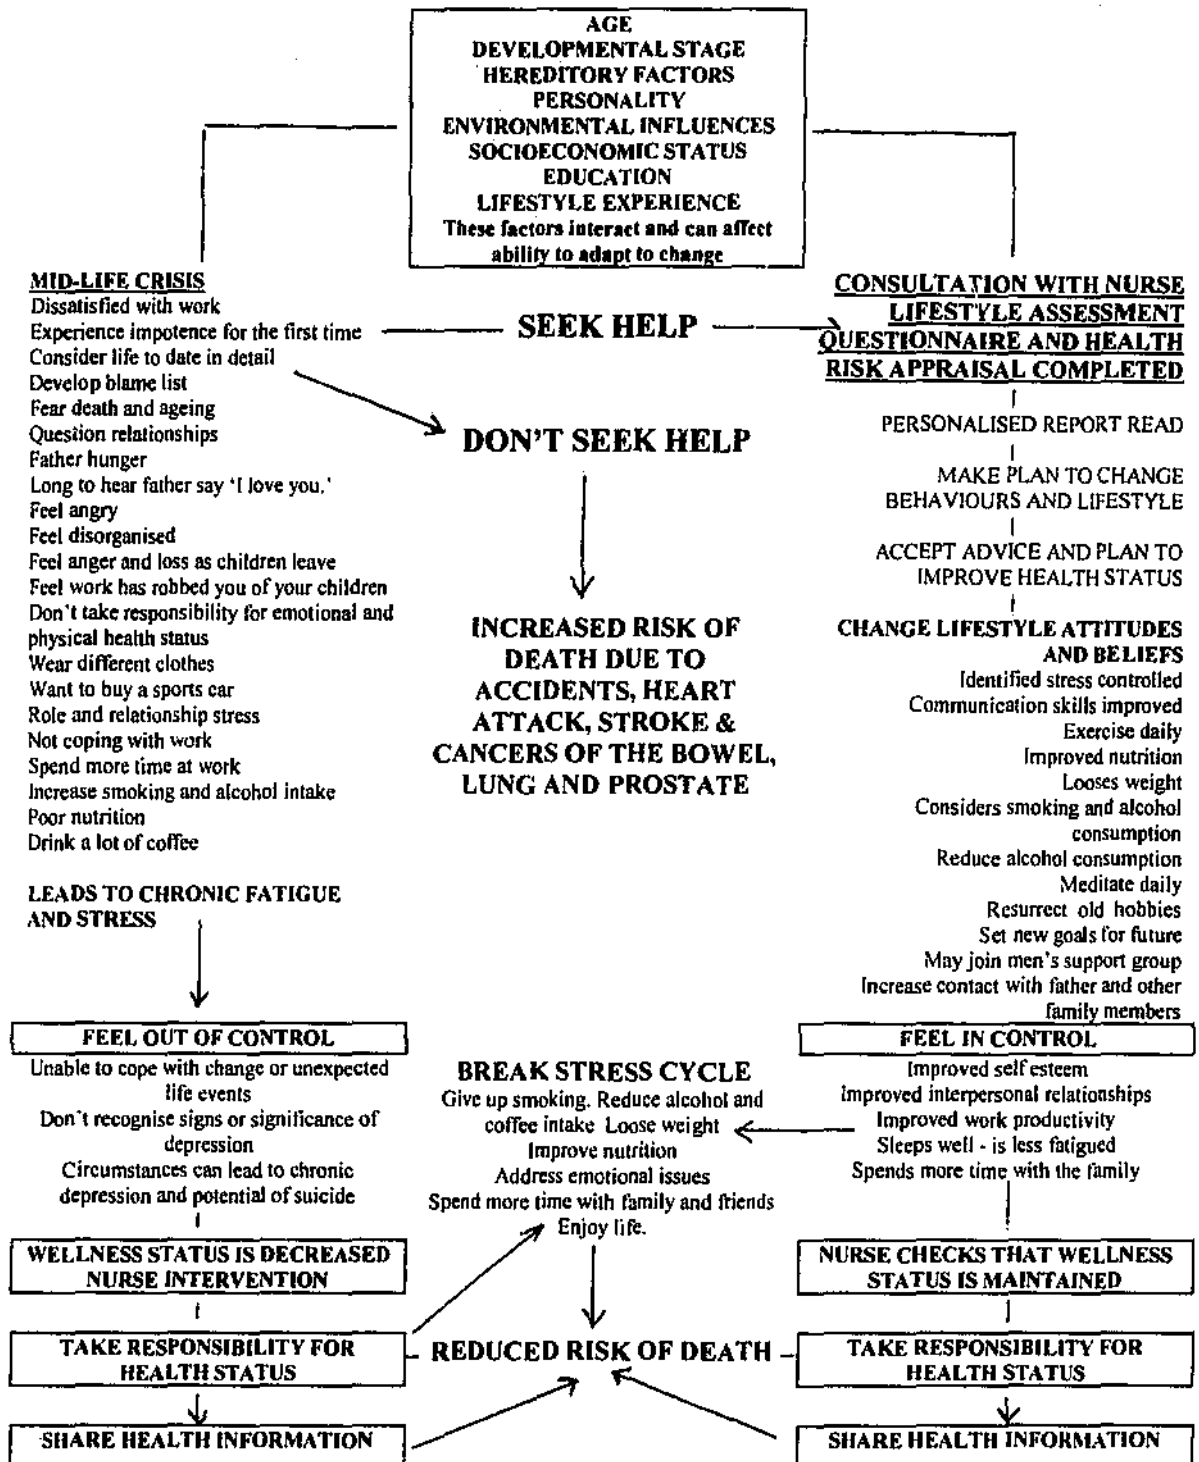 AGE
DEVELOPMENTAL STAGE
HEREDITORY FACTORS
PERSONALITY
ENVIRONMENTAL INFLUENCES
SOCIOECONOMIC STATUS
EDUCATION
LIFESTYLE EXPERIENCE
These factors interact and can affect
ability to adapt to change
MID-LIFE CRISIS
Dissatisfied with work
Experience impotence for the first time
Consider life to date in detail
Develop blame list
Fear death and ageing
Question relationships
Father hunger
Long to hear father say 'I love you.'
Feel angry
Feel disorganised
Feel anger and loss as children leave
Feel work has robbed you of your children
Don't take responsibility for emotional and
physical health status
Wear different clothes
Want to buy a sports car
Role and relationship stress
Not coping with work
Spend more time at work
Increase smoking and alcohol intake
Poor nutrition
Drink a lot of coffee
LEADS TO CHRONIC FATIGUE
AND STRESS
FEEL OUT OF CONTROL
Unable to cope with change or unexpected
life events
Don't recognise signs or significance of
depression
Circumstances can lead to chronic
depression and potential of suicide
WELLNESS STATUS IS DECREASED
NURSE INTERVENTION
TAKE RESPONSIBILITY FOR
HEALTH STATUS
SHARE HEALTH INFORMATION
SEEK HELP
DON'T SEEK HELP
INCREASED RISK OF
DEATH DUE TO
ACCIDENTS, HEART
ATTACK, STROKE &
CANCERS OF THE BOWEL,
LUNG AND PROSTATE
BREAK STRESS CYCLE
Give up smoking. Reduce alcohol and
coffee intake Loose weight
Improve nutrition
Address emotional issues
Spend more time with family and friends
Enjoy life.
REDUCED RISK OF DEATH
CONSULTATION WITH NURSE
LIFESTYLE ASSESSMENT
QUESTIONNAIRE AND HEALTH
RISK APPRAISAL COMPLETED
PERSONALISED REPORT READ
MAKE PLAN TO CHANGE
BEHAVIOURS AND LIFESTYLE
ACCEPT ADVICE AND PLAN TO
IMPROVE HEALTH STATUS
CHANGE LIFESTYLE ATTITUDES
AND BELIEFS
Identified stress controlled
Communication skills improved
Exercise daily
Improved nutrition
Looses weight
Considers smoking and alcohol
consumption
Reduce alcohol consumption
Meditate daily
Resurrect old hobbies
Set new goals for future
May join men's support group
Increase contact with father and other
family members
FEEL IN CONTROL
Improved self esteem
Improved interpersonal relationships
Improved work productivity
Sleeps well - is less fatigued
Spends more time with the family
NURSE CHECKS THAT WELLNESS
STATUS IS MAINTAINED
TAKE RESPONSIBILITY FOR
HEALTH STATUS
SHARE HEALTH INFORMATION